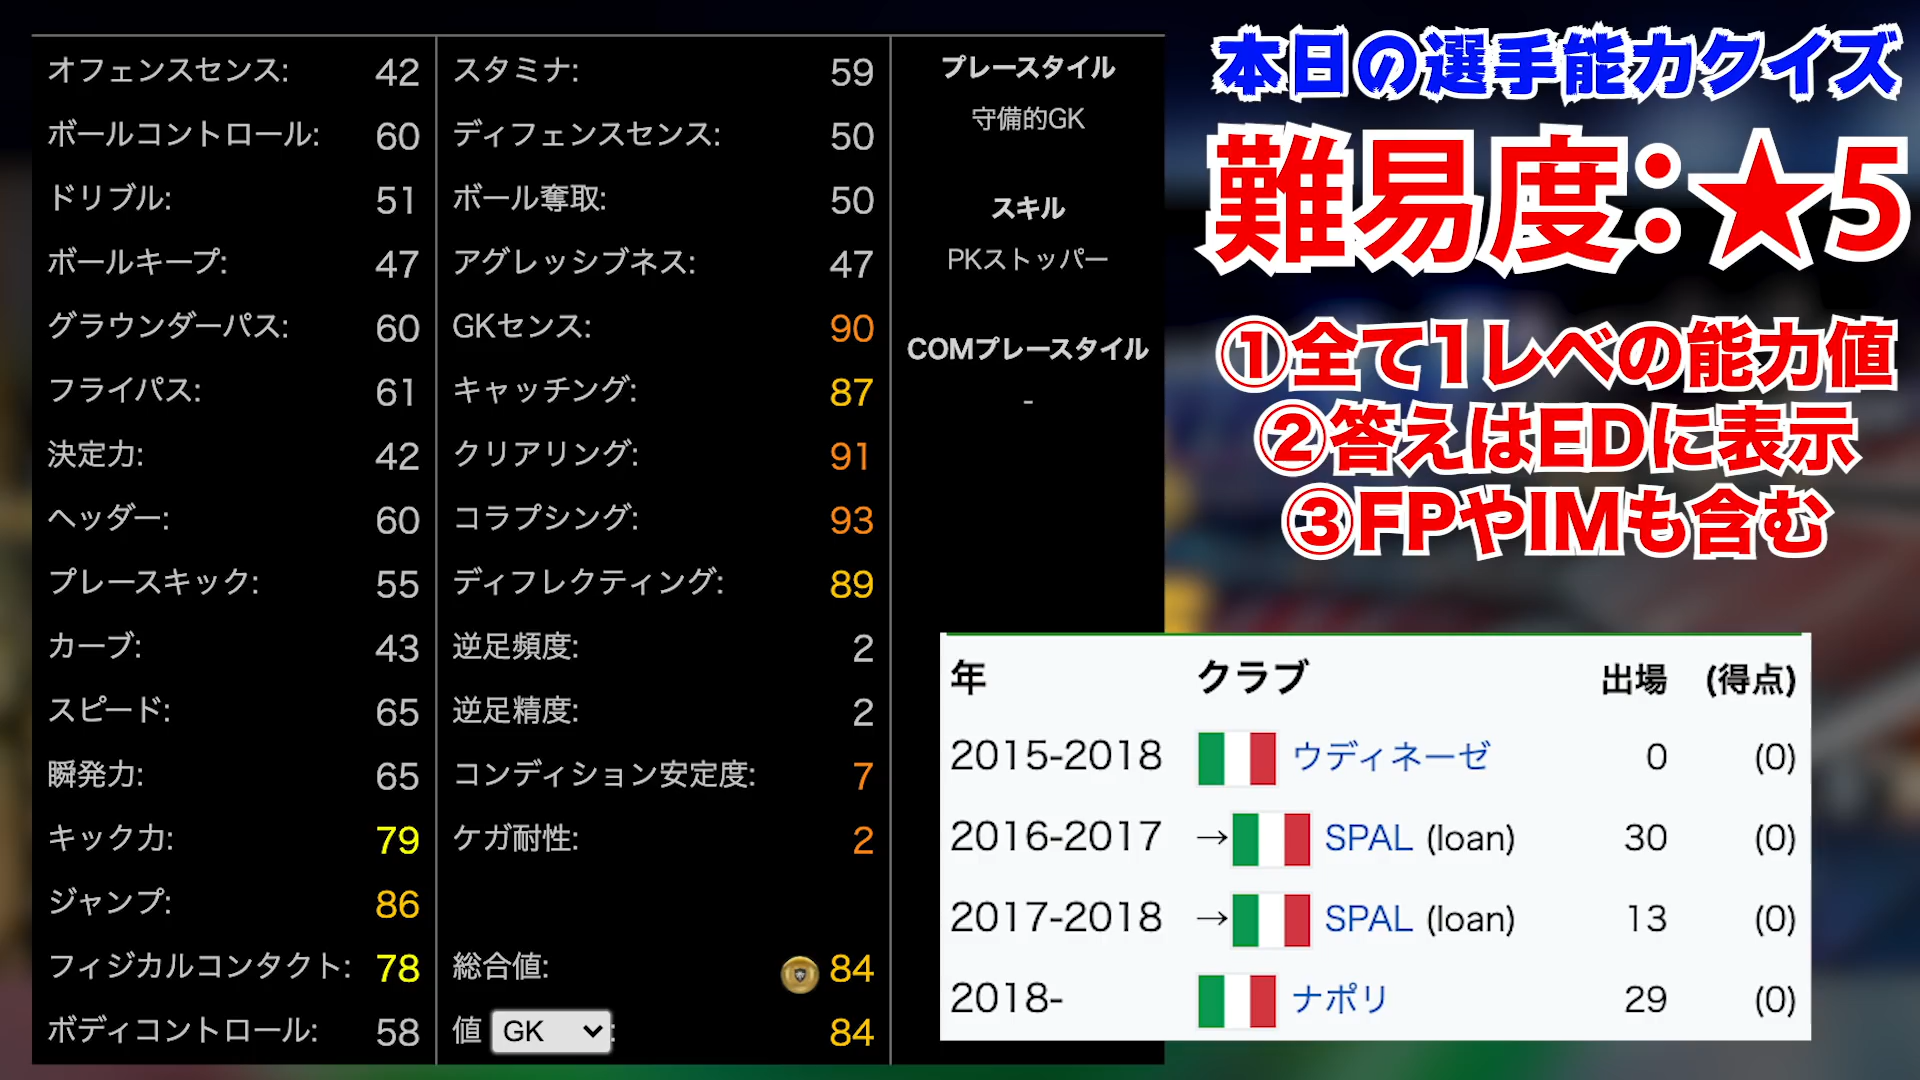 オフェンスセンス: 42
ボールコントロール: 60
ドリブル: 51
ボールキープ: 47
グラウンダーパス: 60
フライパス: 61
決定力: 42
ヘッダー: 60
プレースキック: 55
カーブ: 43
スピード: 65
瞬発力: 65
キック力: 79
ジャンプ: 86
フィジカルコンタクト: 78
ボディコントロール: 58
スタミナ: 59
ディフェンスセンス: 50
ボール奪取: 50
アグレッシブネス: 47
GKセンス: 90
キャッチング: 87
クリアリング: 91
コラプシング: 93
ディフレクティング: 89
逆足頻度: 2
逆足精度: 2
コンディション安定度: 7
ケガ耐性: 2
総合値: 84
値 GK : 84
プレースタイル
守備的GK
スキル
PKストッパー
COMプレースタイル
-
本日の選手能力クイズ
難易度:★5
①全て1レベの能力値
②答えはEDに表示
③FPやIMも含む
年 クラブ 出場 (得点)
2015-2018 ウディネーゼ 0 (0)
2016-2017 →SPAL (loan) 30 (0)
2017-2018 →SPAL (loan) 13 (0)
2018- ナポリ 29 (0)